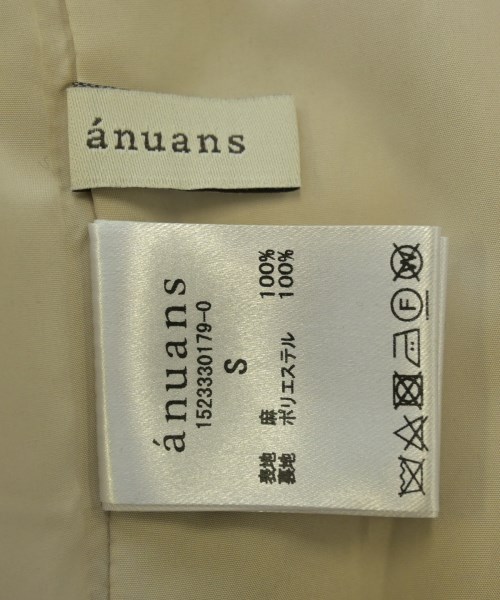 ánuans
ánuans
1523330179-0
S
表地 麻 100%
裏地 ポリエステル 100%
W
F